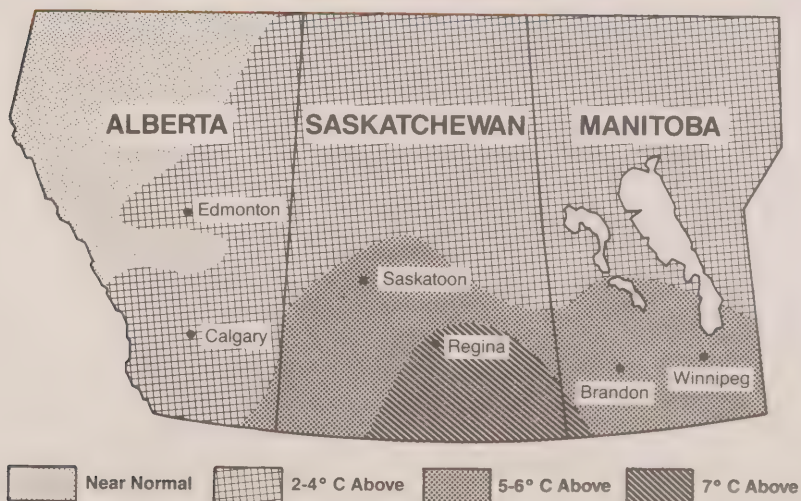 ALBERTA SASKATCHEWAN MANITOBA
Edmonton
Saskatoon
Calgary
Regina
Brandon
Winnipeg
Near Normal 2-4° C Above 5-6° C Above 7° C Above